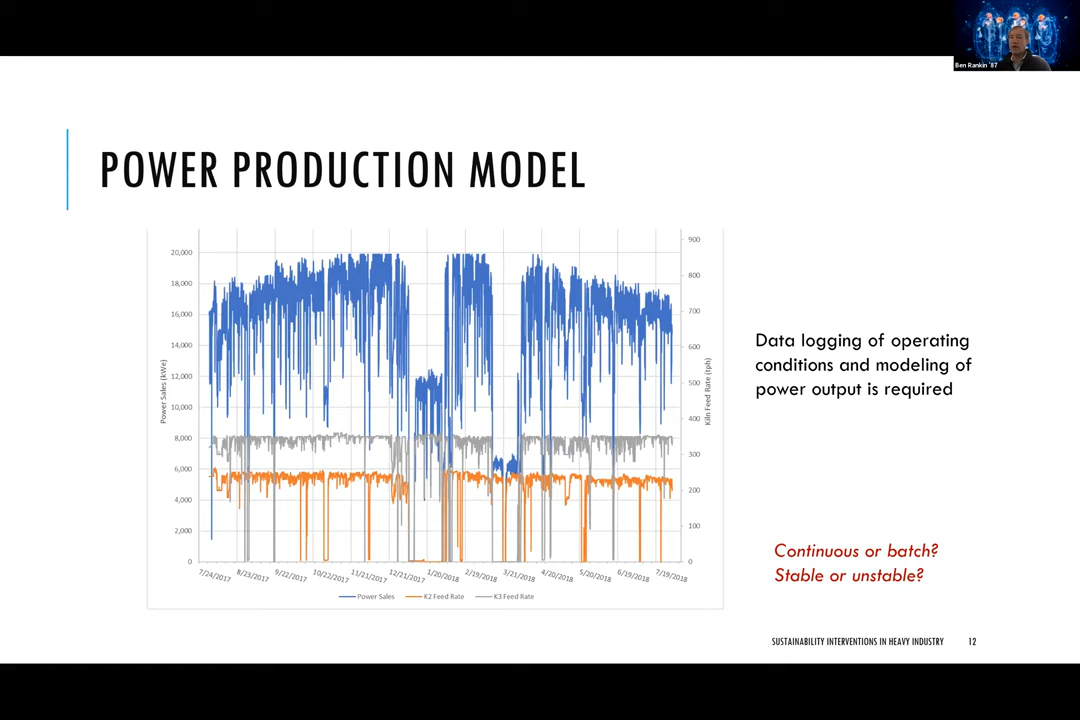 Ben Rankin '87
POWER PRODUCTION MODEL
20,000
18,000
16,000
14,000
12,000
10,000
8,000
6,000
4,000
2,000
0
Power Sales (kWe)
900
800
700
600
500
400
300
200
100
0
Kiln Feed Rate (tph)
7/24/2017
8/23/2017
9/22/2017
10/22/2017
11/21/2017
12/21/2017
1/20/2018
2/19/2018
3/21/2018
4/20/2018
5/20/2018
6/19/2018
7/19/2018
Power Sales
K2 Feed Rate
K3 Feed Rate
Data logging of operating
conditions and modeling of
power output is required
Continuous or batch?
Stable or unstable?
SUSTAINABILITY INTERVENTIONS IN HEAVY INDUSTRY
12